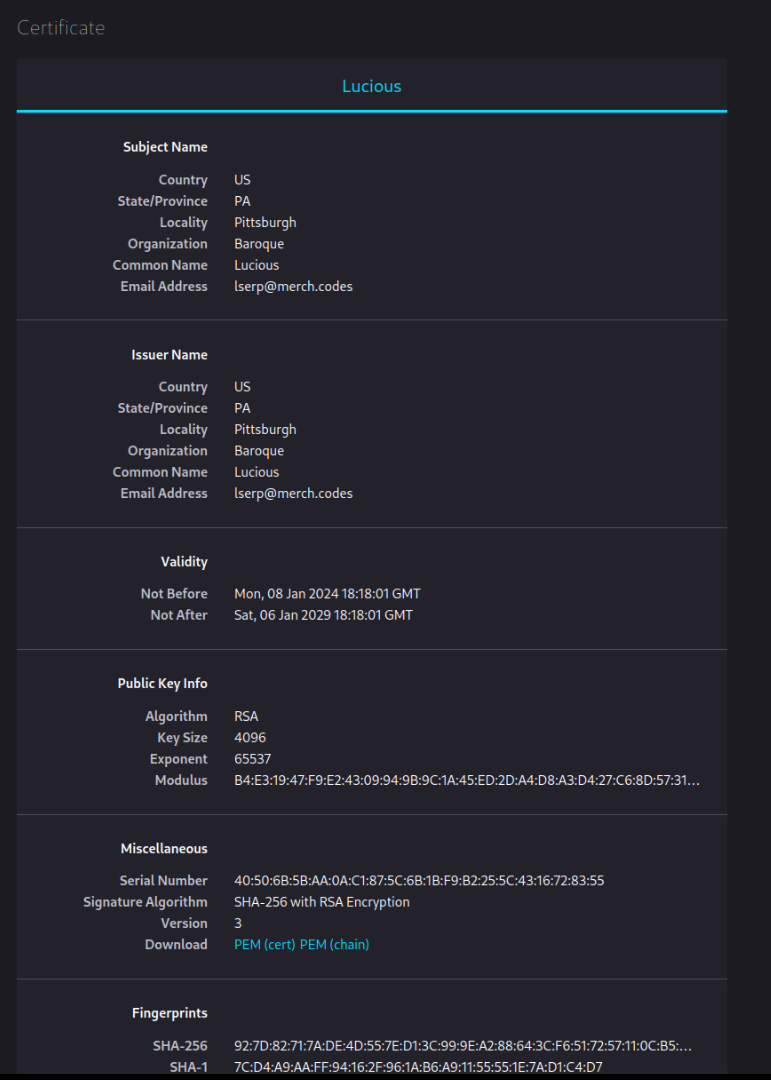 Certificate
Lucious
Subject Name
Country US
State/Province PA
Locality Pittsburgh
Organization Baroque
Common Name Lucious
Email Address lserp@merch.codes
Issuer Name
Country US
State/Province PA
Locality Pittsburgh
Organization Baroque
Common Name Lucious
Email Address lserp@merch.codes
Validity
Not Before Mon, 08 Jan 2024 18:18:01 GMT
Not After Sat, 06 Jan 2029 18:18:01 GMT
Public Key Info
Algorithm RSA
Key Size 4096
Exponent 65537
Modulus B4:E3:19:47:F9:E2:43:09:94:9B:9C:1A:45:ED:2D:A4:D8:A3:D4:27:C6:8D:57:31…
Miscellaneous
Serial Number 40:50:6B:5B:AA:0A:C1:87:5C:6B:1B:F9:B2:25:5C:43:16:72:83:55
Signature Algorithm SHA-256 with RSA Encryption
Version 3
Download PEM (cert) PEM (chain)
Fingerprints
SHA-256 92:7D:82:71:7A:DE:4D:55:7E:D1:3C:99:9E:A2:88:64:3C:F6:51:72:57:11:0C:B5:…
SHA-1 7C:D4:A9:AA:FF:94:16:2F:96:1A:B6:A9:11:55:55:1E:7A:D1:C4:D7